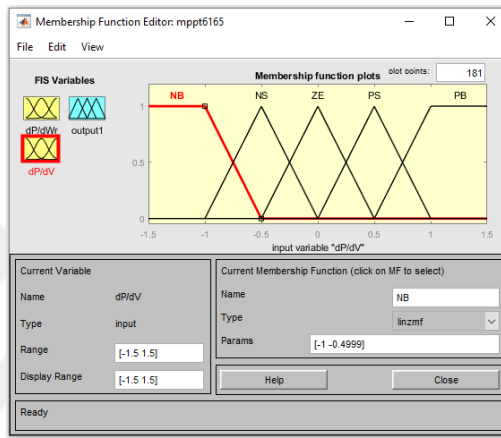 Membership Function Editor: mppt6165
File Edit View
FIS Variables
dP/dWr output1
dP/dV
Membership function plots plot points: 181
NB NS ZE PS PB
1
0.5
0
-1.5 -1 -0.5 0 0.5 1 1.5
input variable "dP/dV"
Current Variable
Name dP/dV
Type input
Range [-1.5 1.5]
Display Range [-1.5 1.5]
Current Membership Function (click on MF to select)
Name NB
Type linzmf
Params [-1 -0.4999]
Help Close
Ready